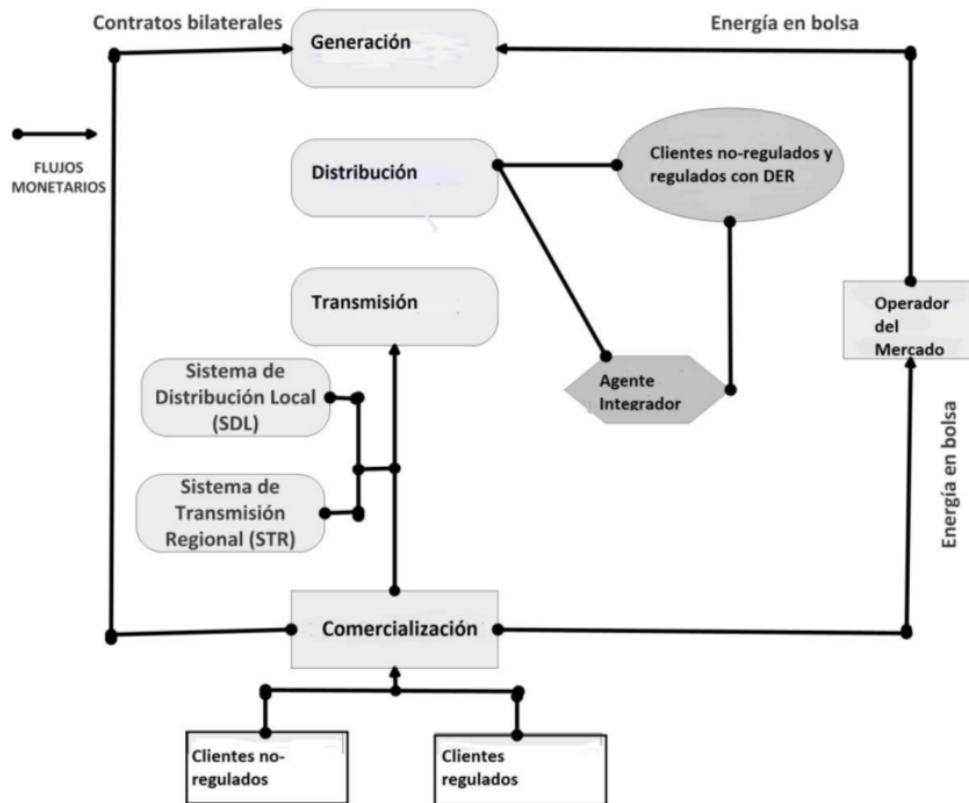 Contratos bilaterales
Energía en bolsa
Generación
FLUJOS
MONETARIOS
Distribución
Clientes no-regulados y
regulados con DER
Transmisión
Operador
del
Mercado
Sistema de
Distribución Local
(SDL)
Agente
Integrador
Sistema de
Transmisión
Regional (STR)
Energía en bolsa
Comercialización
Clientes no-
regulados
Clientes
regulados